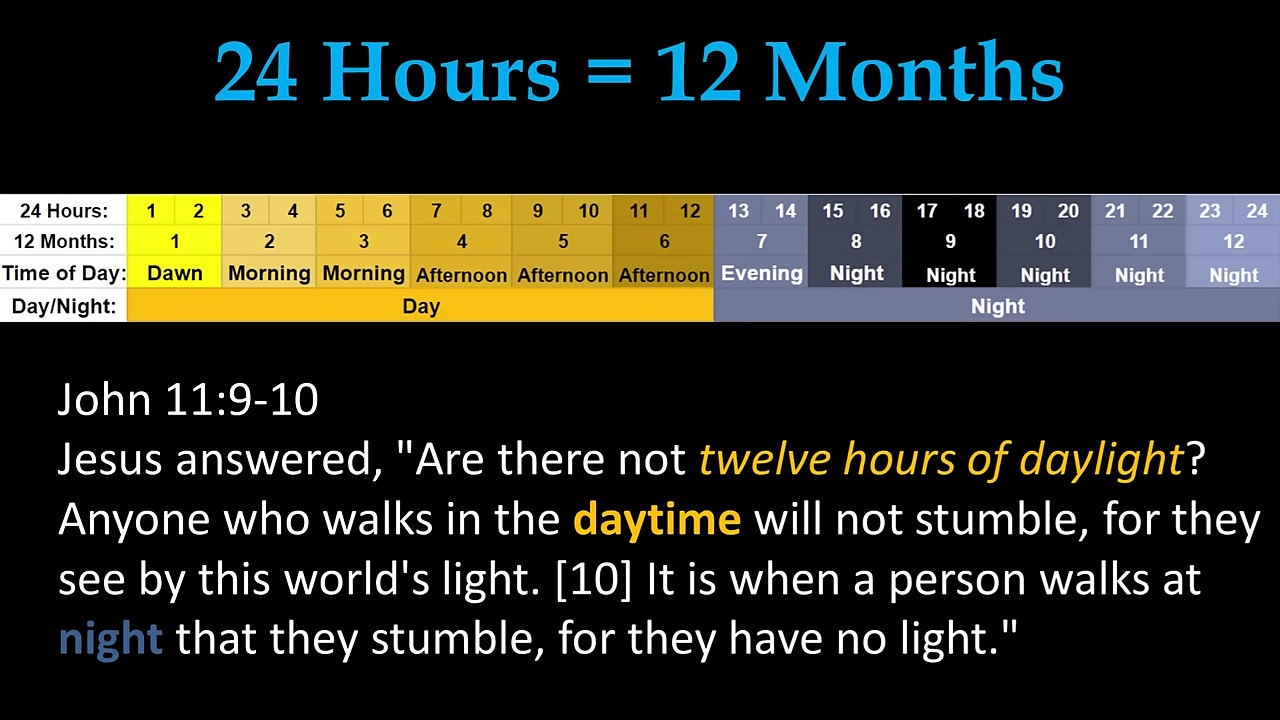 24 Hours = 12 Months
24 Hours: 1 2 3 4 5 6 7 8 9 10 11 12 13 14 15 16 17 18 19 20 21 22 23 24
12 Months: 1 2 3 4 5 6 7 8 9 10 11 12
Time of Day: Dawn Morning Morning Afternoon Afternoon Afternoon Evening Night Night Night Night Night
Day/Night: Day Night
John 11:9-10
Jesus answered, "Are there not twelve hours of daylight?
Anyone who walks in the daytime will not stumble, for they
see by this world's light. [10] It is when a person walks at
night that they stumble, for they have no light."